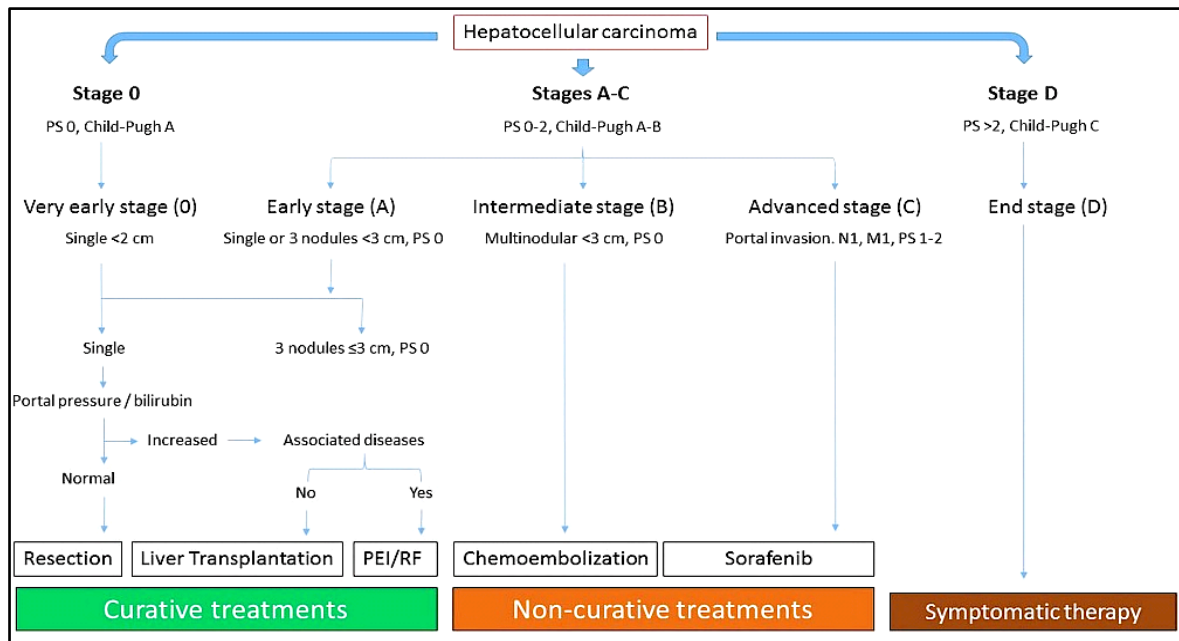 Hepatocellular carcinoma
Stage 0
Stages A-C
Stage D
PS 0, Child-Pugh A
PS 0-2, Child-Pugh A-B
PS >2, Child-Pugh C
Very early stage (0)
Early stage (A)
Intermediate stage (B)
Advanced stage (C)
End stage (D)
Single <2 cm
Single or 3 nodules <3 cm, PS 0
Multinodular <3 cm, PS 0
Portal invasion. N1, M1, PS 1-2
Single
3 nodules ≤3 cm, PS 0
Portal pressure / bilirubin
Increased
Associated diseases
Normal
No
Yes
Resection
Liver Transplantation
PEI/RF
Chemoembolization
Sorafenib
Curative treatments
Non-curative treatments
Symptomatic therapy